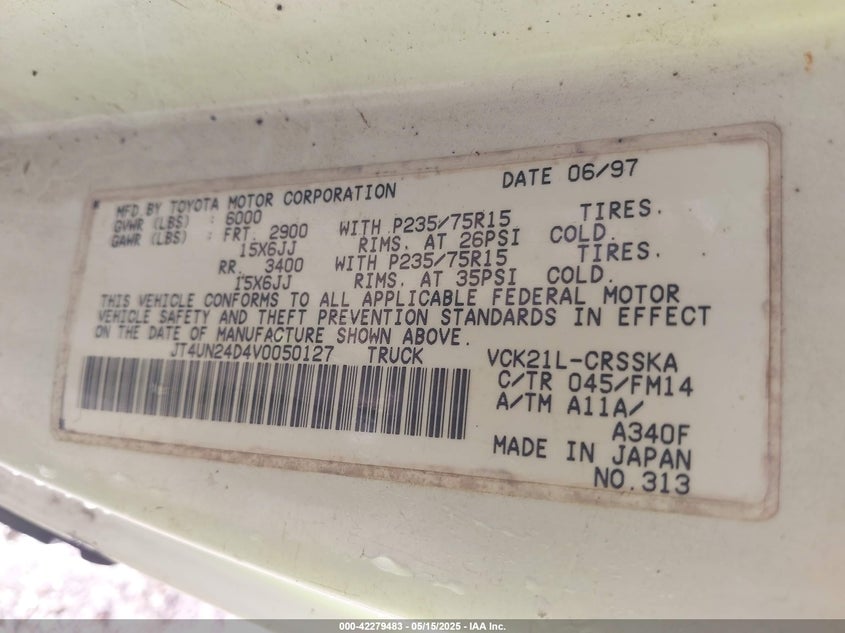 MFD BY TOYOTA MOTOR CORPORATION DATE 06/97
GVWR (LBS) : 6000
GAWR (LBS) : FRT. 2900 WITH P235/75R15 TIRES.
15X6JJ RIMS. AT 26PSI COLD.
RR. 3400 WITH P235/75R15 TIRES.
15X6JJ RIMS. AT 35PSI COLD.
THIS VEHICLE CONFORMS TO ALL APPLICABLE FEDERAL MOTOR
VEHICLE SAFETY AND THEFT PREVENTION STANDARDS IN EFFECT
ON THE DATE OF MANUFACTURE SHOWN ABOVE.
JT4UN24D4V0050127 TRUCK VCK21L-CRSSKA
C/TR 045/FM14
A/TM A11A/
A340F
MADE IN JAPAN
NO.313
000-42279483 - 05/15/2025 - IAA Inc.